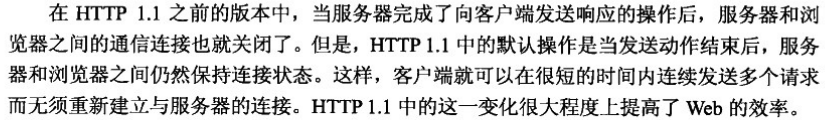 在 HTTP 1.1 之前的版本中，当服务器完成了向客户端发送响应的操作后，服务器和浏
览器之间的通信连接也就关闭了。但是，HTTP 1.1 中的默认操作是当发送动作结束后，服务
器和浏览器之间仍然保持连接状态。这样，客户端就可以在很短的时间内连续发送多个请求
而无须重新建立与服务器的连接。HTTP 1.1 中的这一变化很大程度上提高了 Web 的效率。